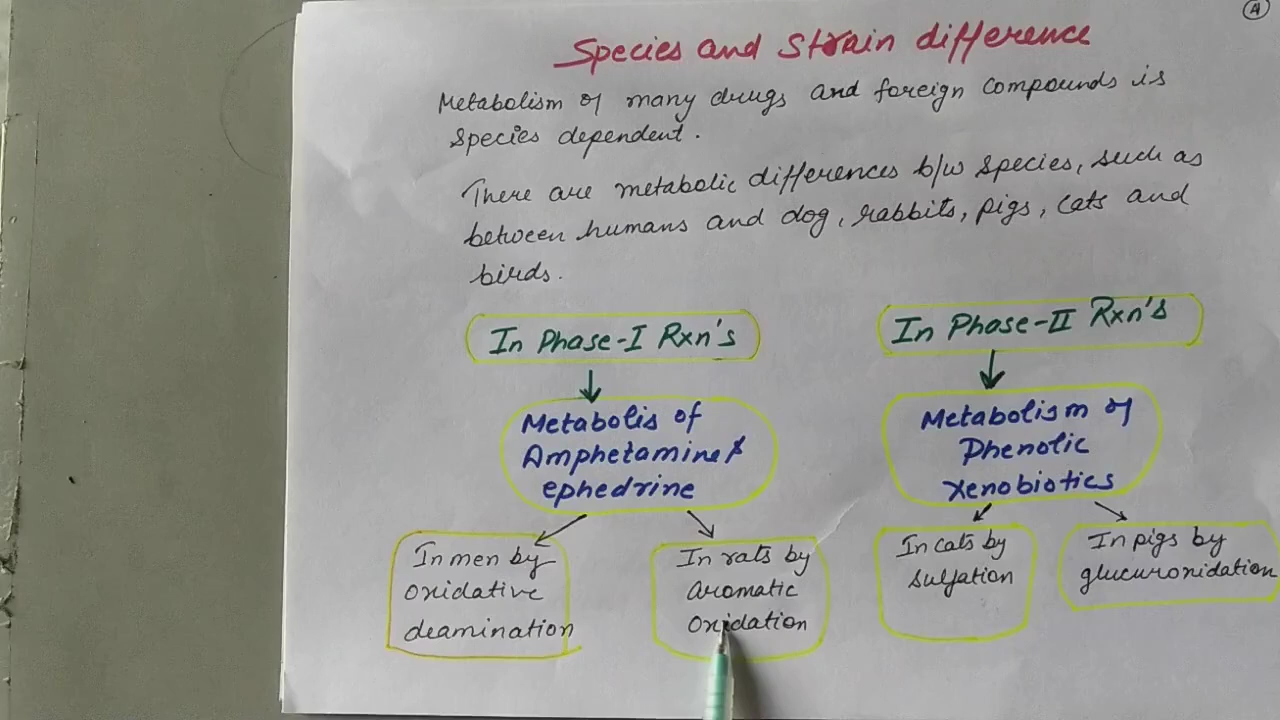 4
Species and Strain difference
Metabolism of many drugs and foreign compounds is
species dependent.
There are metabolic differences b/w species, such as
between humans and dog, rabbits, pigs, cats and
birds.
In Phase-I Rxn's
Metabolis of
Amphetamine &
ephedrine
In men by
oxidative
deamination
In rats by
aromatic
oxidation
In Phase-II Rxn's
Metabolism of
Phenolic
xenobiotics
In cats by
sulfation
In pigs by
glucuronidation